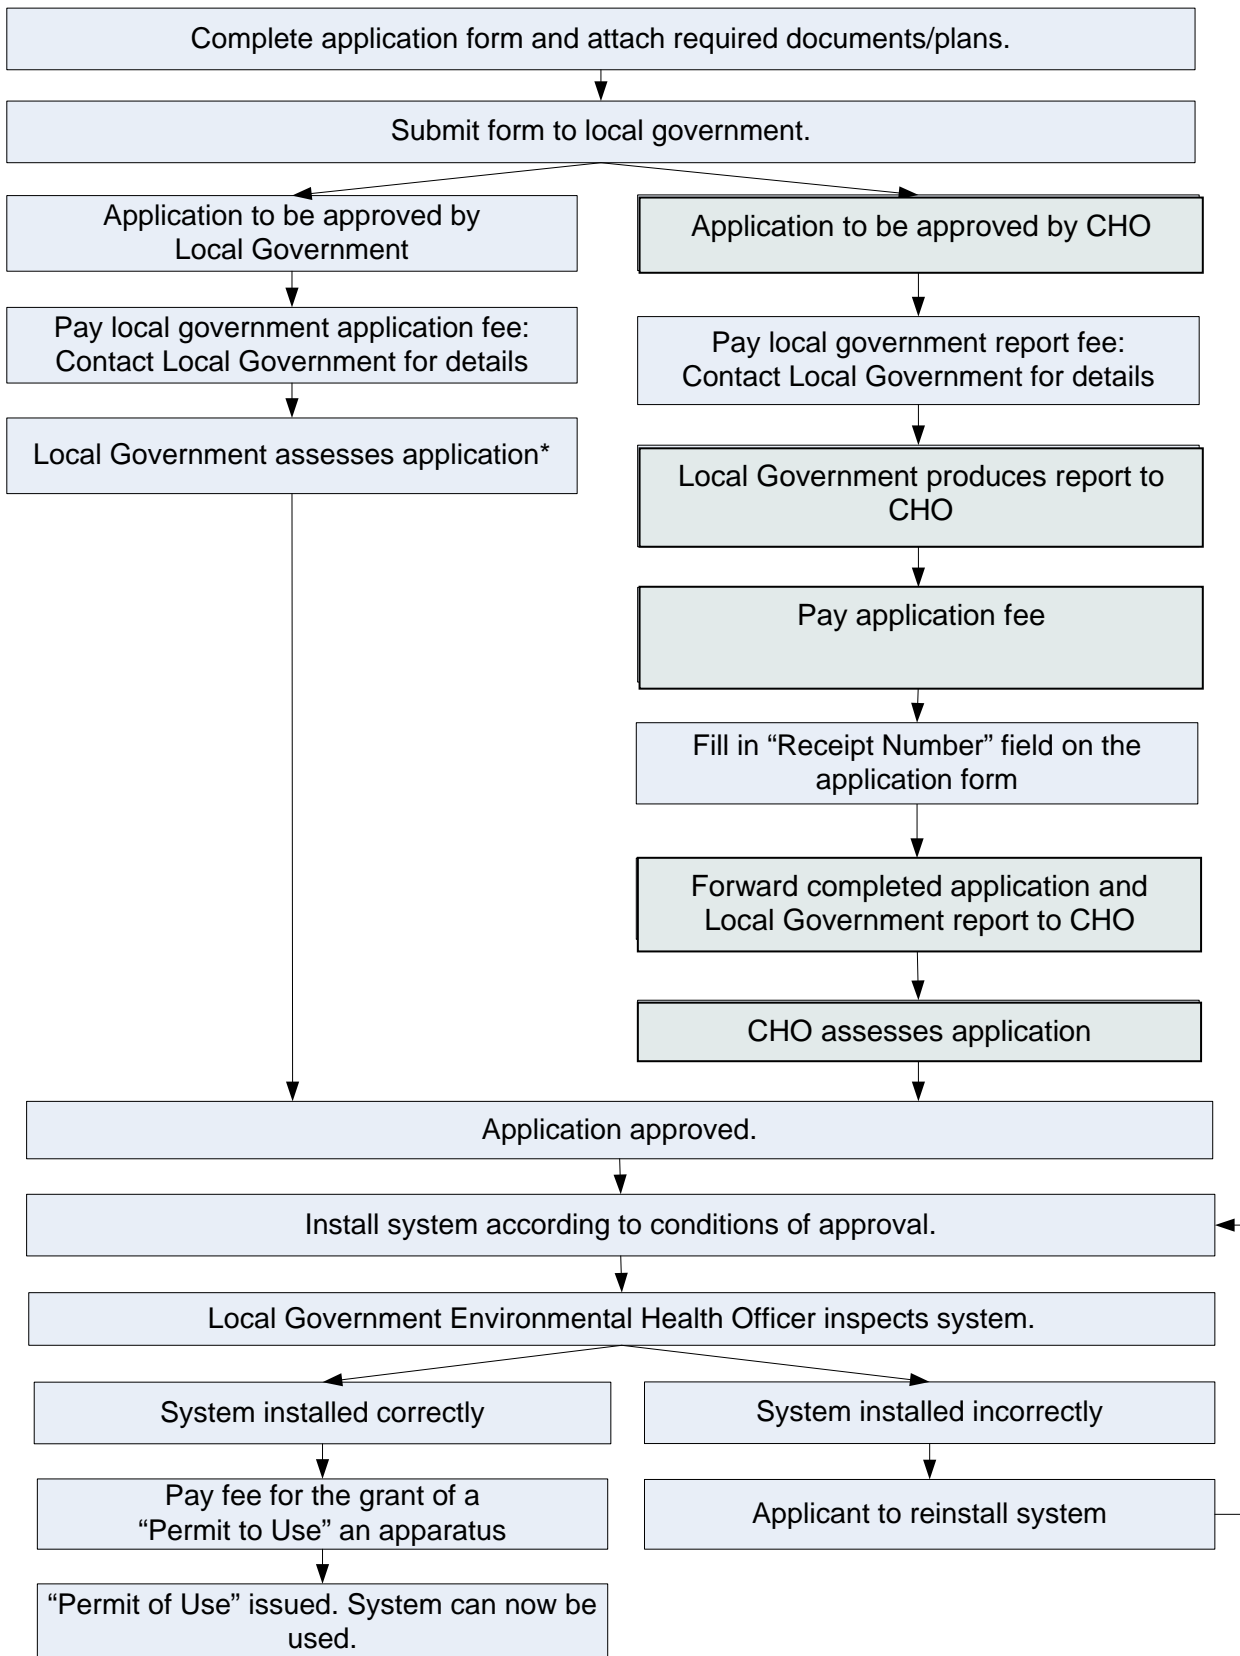 Complete application form and attach required documents/plans.
Submit form to local government.
Application to be approved by
Local Government
Pay local government application fee:
Contact Local Government for details
Local Government assesses application*
Application to be approved by CHO
Pay local government report fee:
Contact Local Government for details
Local Government produces report to
CHO
Pay application fee
Fill in “Receipt Number” field on the
application form
Forward completed application and
Local Government report to CHO
CHO assesses application
Application approved.
Install system according to conditions of approval.
Local Government Environmental Health Officer inspects system.
System installed correctly
Pay fee for the grant of a
“Permit to Use” an apparatus
“Permit of Use” issued. System can now be
used.
System installed incorrectly
Applicant to reinstall system